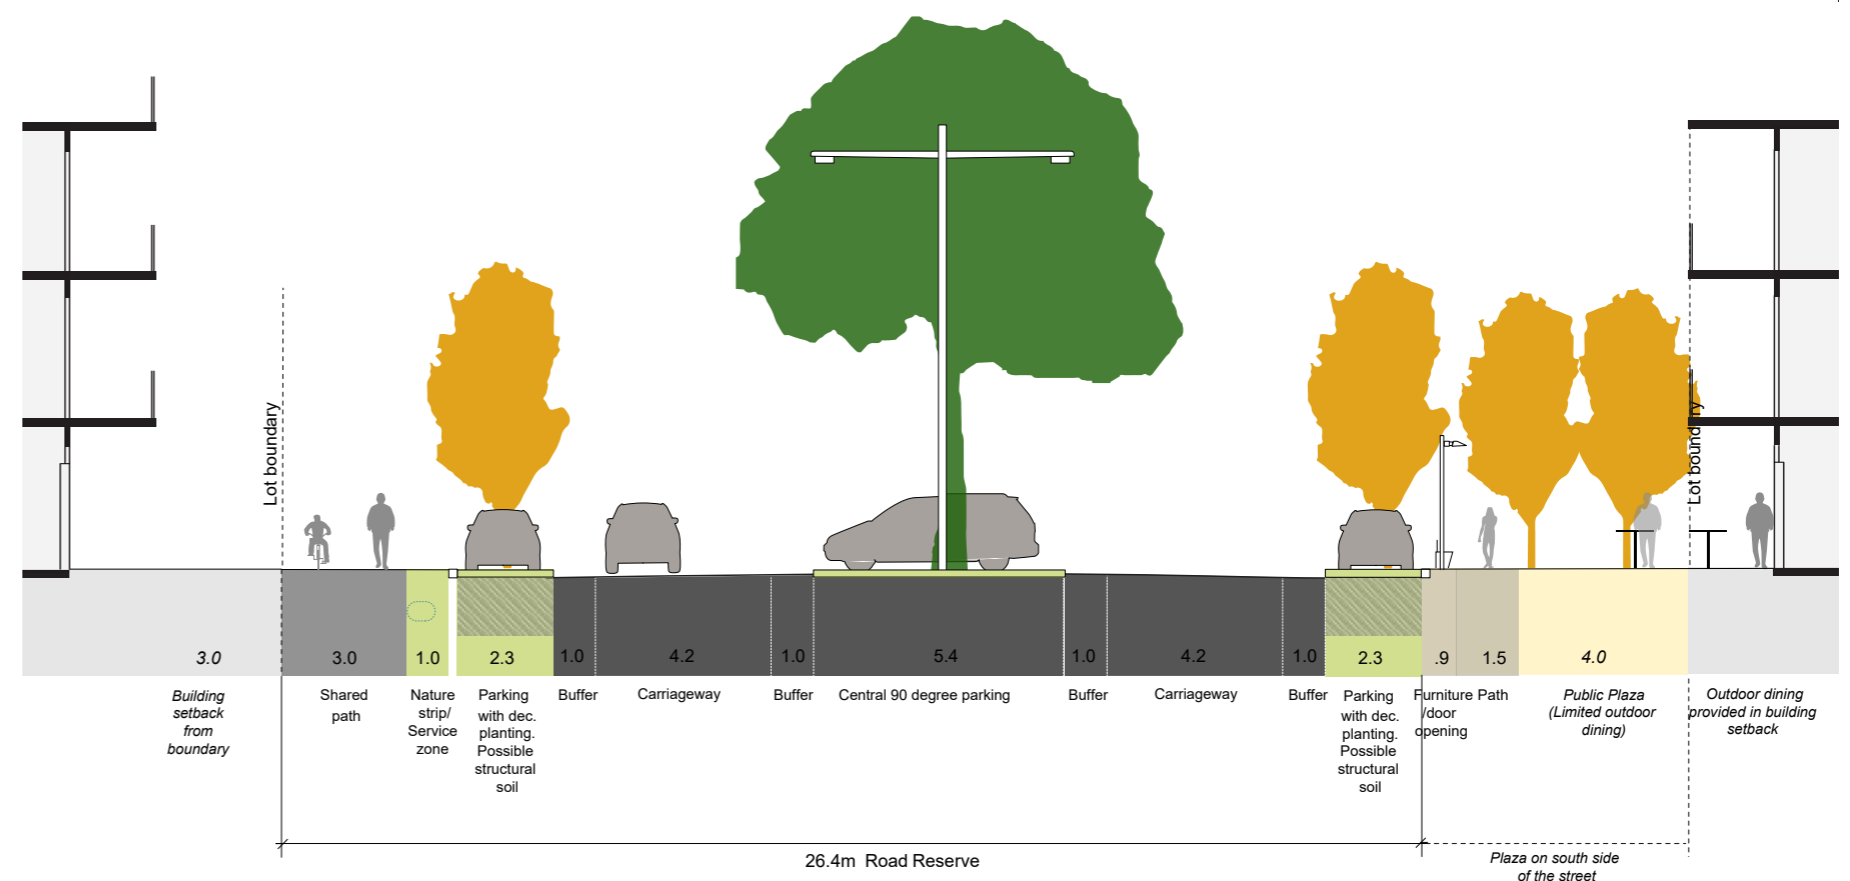 Lot boundary
Lot boundary
3.0
3.0
1.0
2.3
1.0
4.2
1.0
5.4
1.0
4.2
1.0
2.3
.9
1.5
4.0
Building
setback
from
boundary
Shared
path
Nature
strip/
Service
zone
Parking
with dec.
planting.
Possible
structural
soil
Buffer
Carriageway
Buffer
Central 90 degree parking
Buffer
Carriageway
Buffer
Parking
with dec.
planting.
Possible
structural
soil
Furniture
/door
opening
Path
Public Plaza
(Limited outdoor
dining)
Outdoor dining
provided in building
setback
26.4m Road Reserve
Plaza on south side
of the street